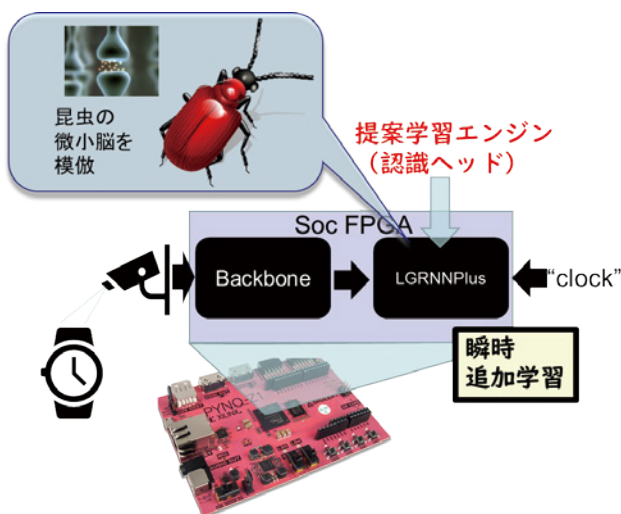 昆虫の
微小脳を
模倣
提案学習エンジン
（認識ヘッド）
Soc FPGA
Backbone
LGRNNPlus
“clock”
瞬時
追加学習
PYNQ-Z1
XILINX